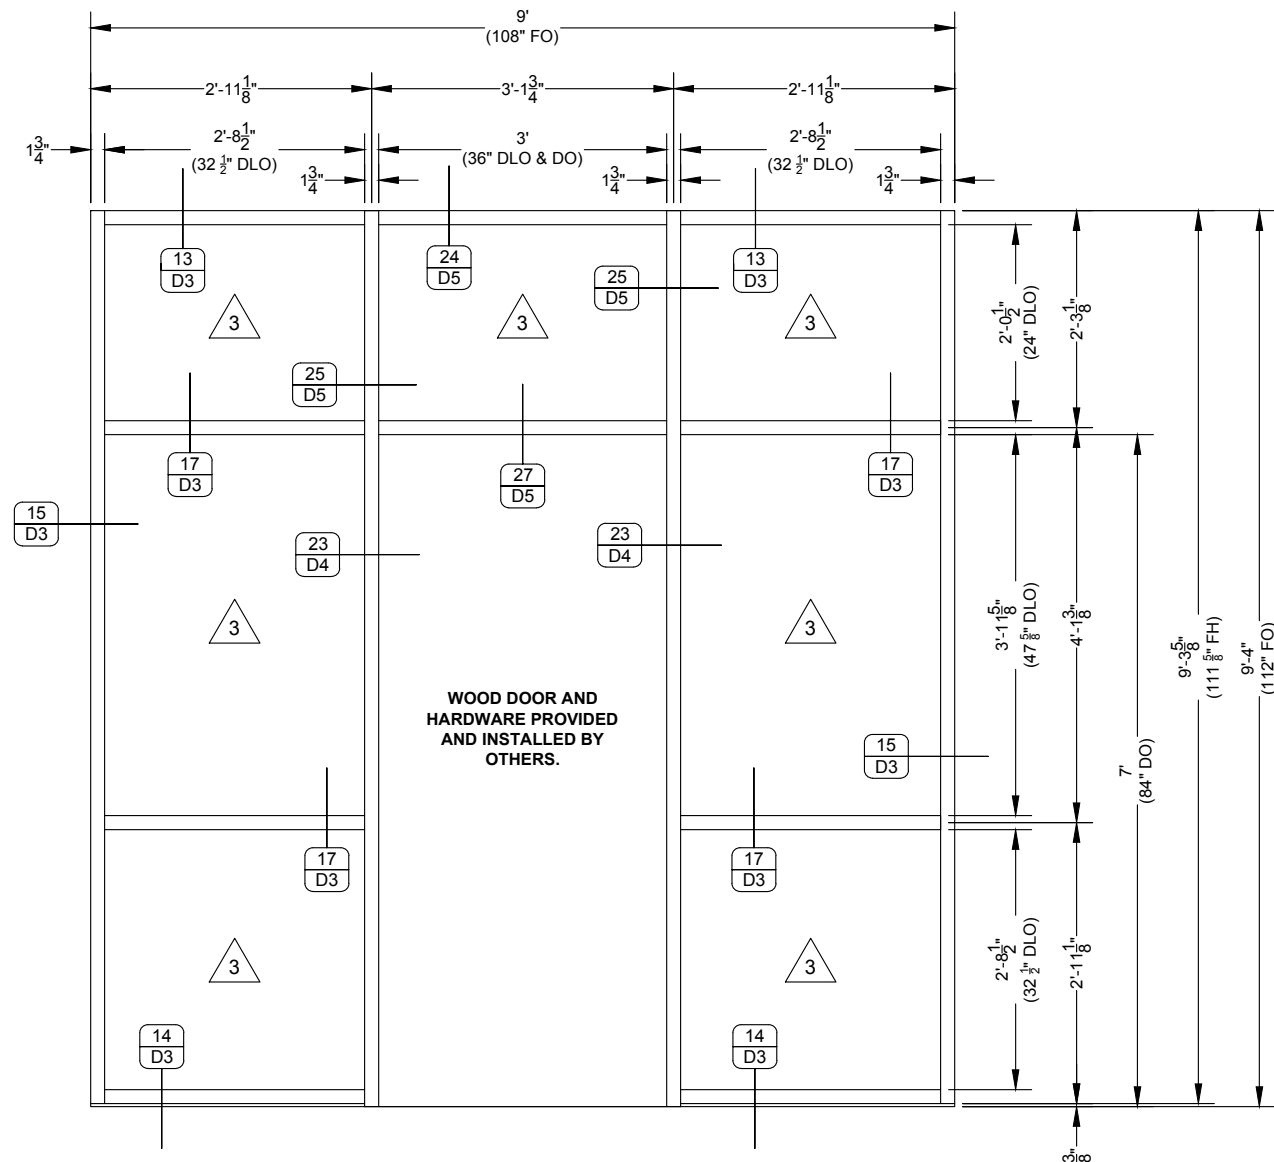 9'
(108" FO)
2'-11 1/8"
3'-1 3/4"
2'-11 1/8"
1 3/4"
2'-8 1/2"
(32 1/2" DLO)
1 3/4"
3'
(36" DLO & DO)
1 3/4"
2'-8 1/2"
(32 1/2" DLO)
1 3/4"
13
D3
24
D5
25
D5
13
D3
3
3
3
2'-0 1/2"
(24" DLO)
2'-3 1/8"
25
D5
17
D3
27
D5
17
D3
15
D3
23
D4
23
D4
3
3
3'-11 5/8"
(47 5/8" DLO)
4'-1 3/8"
9'-3 5/8"
(111 5/8" FH)
9'-4"
(112" FO)
WOOD DOOR AND
HARDWARE PROVIDED
AND INSTALLED BY
OTHERS.
15
D3
7'
(84" DO)
17
D3
17
D3
3
3
2'-8 1/2"
(32 1/2" DLO)
2'-11 1/8"
14
D3
14
D3
3/8"